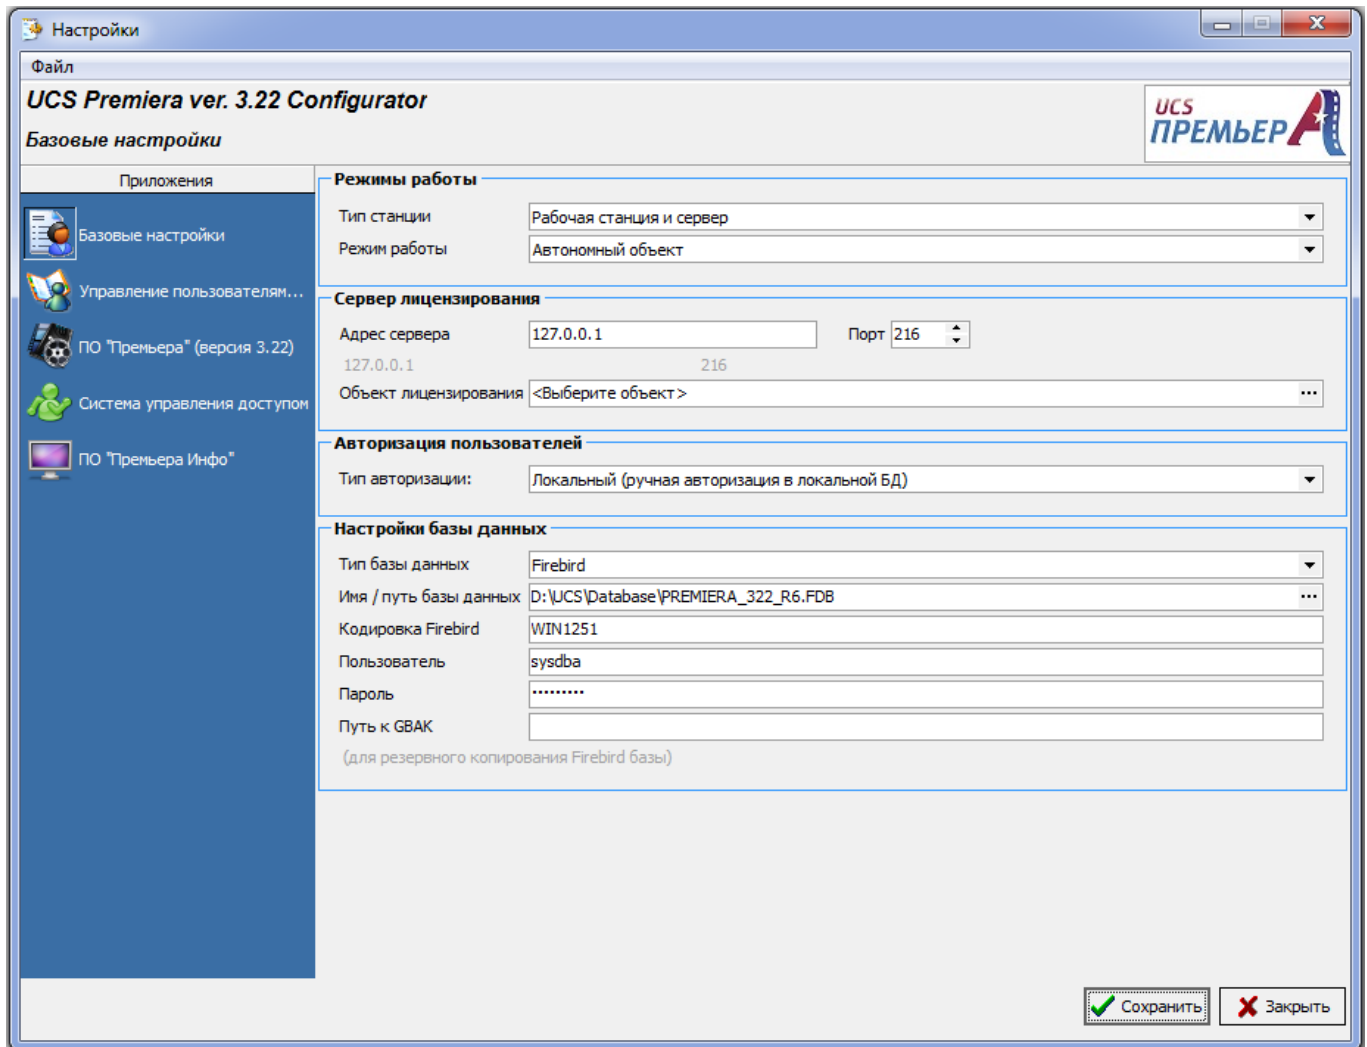 Настройки
Файл
UCS Premiera ver. 3.22 Configurator
Базовые настройки
UCS
ПРЕМЬЕРА
Приложения
Базовые настройки
Управление пользователям...
ПО "Премьера" (версия 3.22)
Система управления доступом
ПО "Премьера Инфо"
Режимы работы
Тип станции Рабочая станция и сервер
Режим работы Автономный объект
Сервер лицензирования
Адрес сервера 127.0.0.1 Порт 216
127.0.0.1 216
Объект лицензирования <Выберите объект> ...
Авторизация пользователей
Тип авторизации: Локальный (ручная авторизация в локальной БД)
Настройки базы данных
Тип базы данных Firebird
Имя / путь базы данных D:\UCS\Database\PREMIERA_322_R6.FDB ...
Кодировка Firebird WIN1251
Пользователь sysdba
Пароль •••••••••
Путь к GBAK
(для резервного копирования Firebird базы)
Сохранить Закрыть